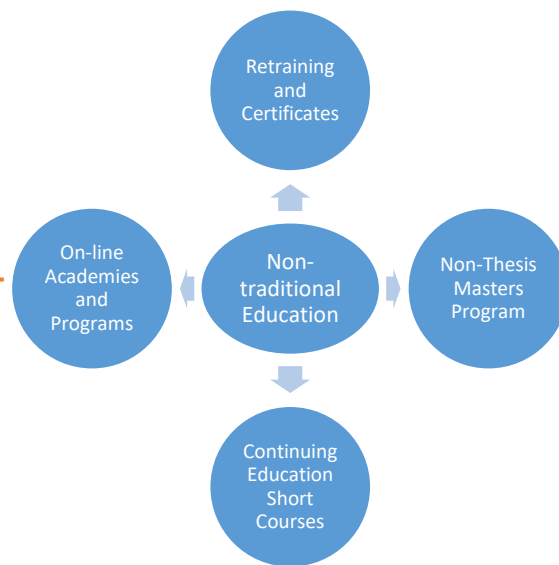 Retraining
and
Certificates
On-line
Academies
and
Programs
Non-
traditional
Education
Non-Thesis
Masters
Program
Continuing
Education
Short
Courses